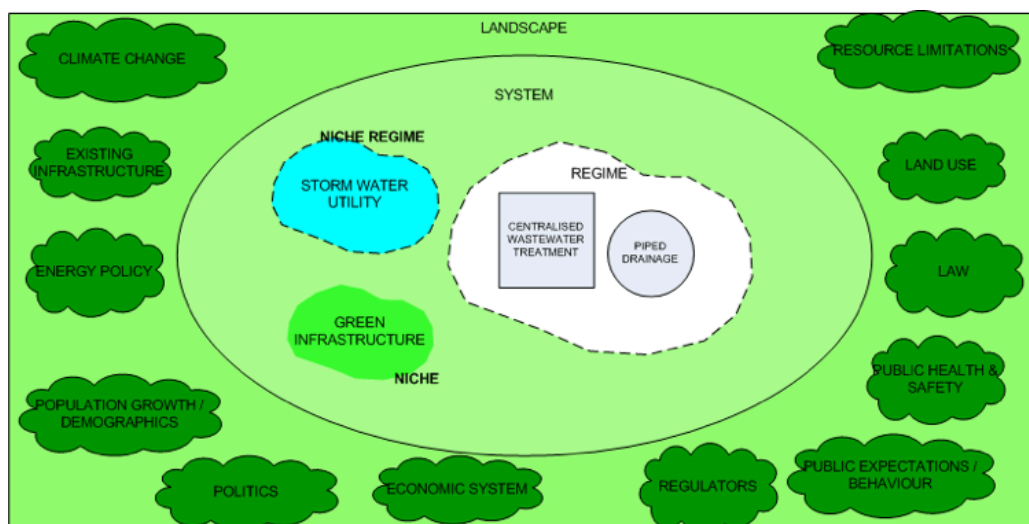 LANDSCAPE
CLIMATE CHANGE
RESOURCE LIMITATIONS
SYSTEM
NICHE REGIME
EXISTING
INFRASTRUCTURE
STORM WATER
UTILITY
REGIME
LAND USE
CENTRALISED
WASTEWATER
TREATMENT
PIPED
DRAINAGE
ENERGY POLICY
LAW
GREEN
INFRASTRUCTURE
NICHE
PUBLIC HEALTH &
SAFETY
POPULATION GROWTH /
DEMOGRAPHICS
POLITICS
ECONOMIC SYSTEM
REGULATORS
PUBLIC EXPECTATIONS /
BEHAVIOUR